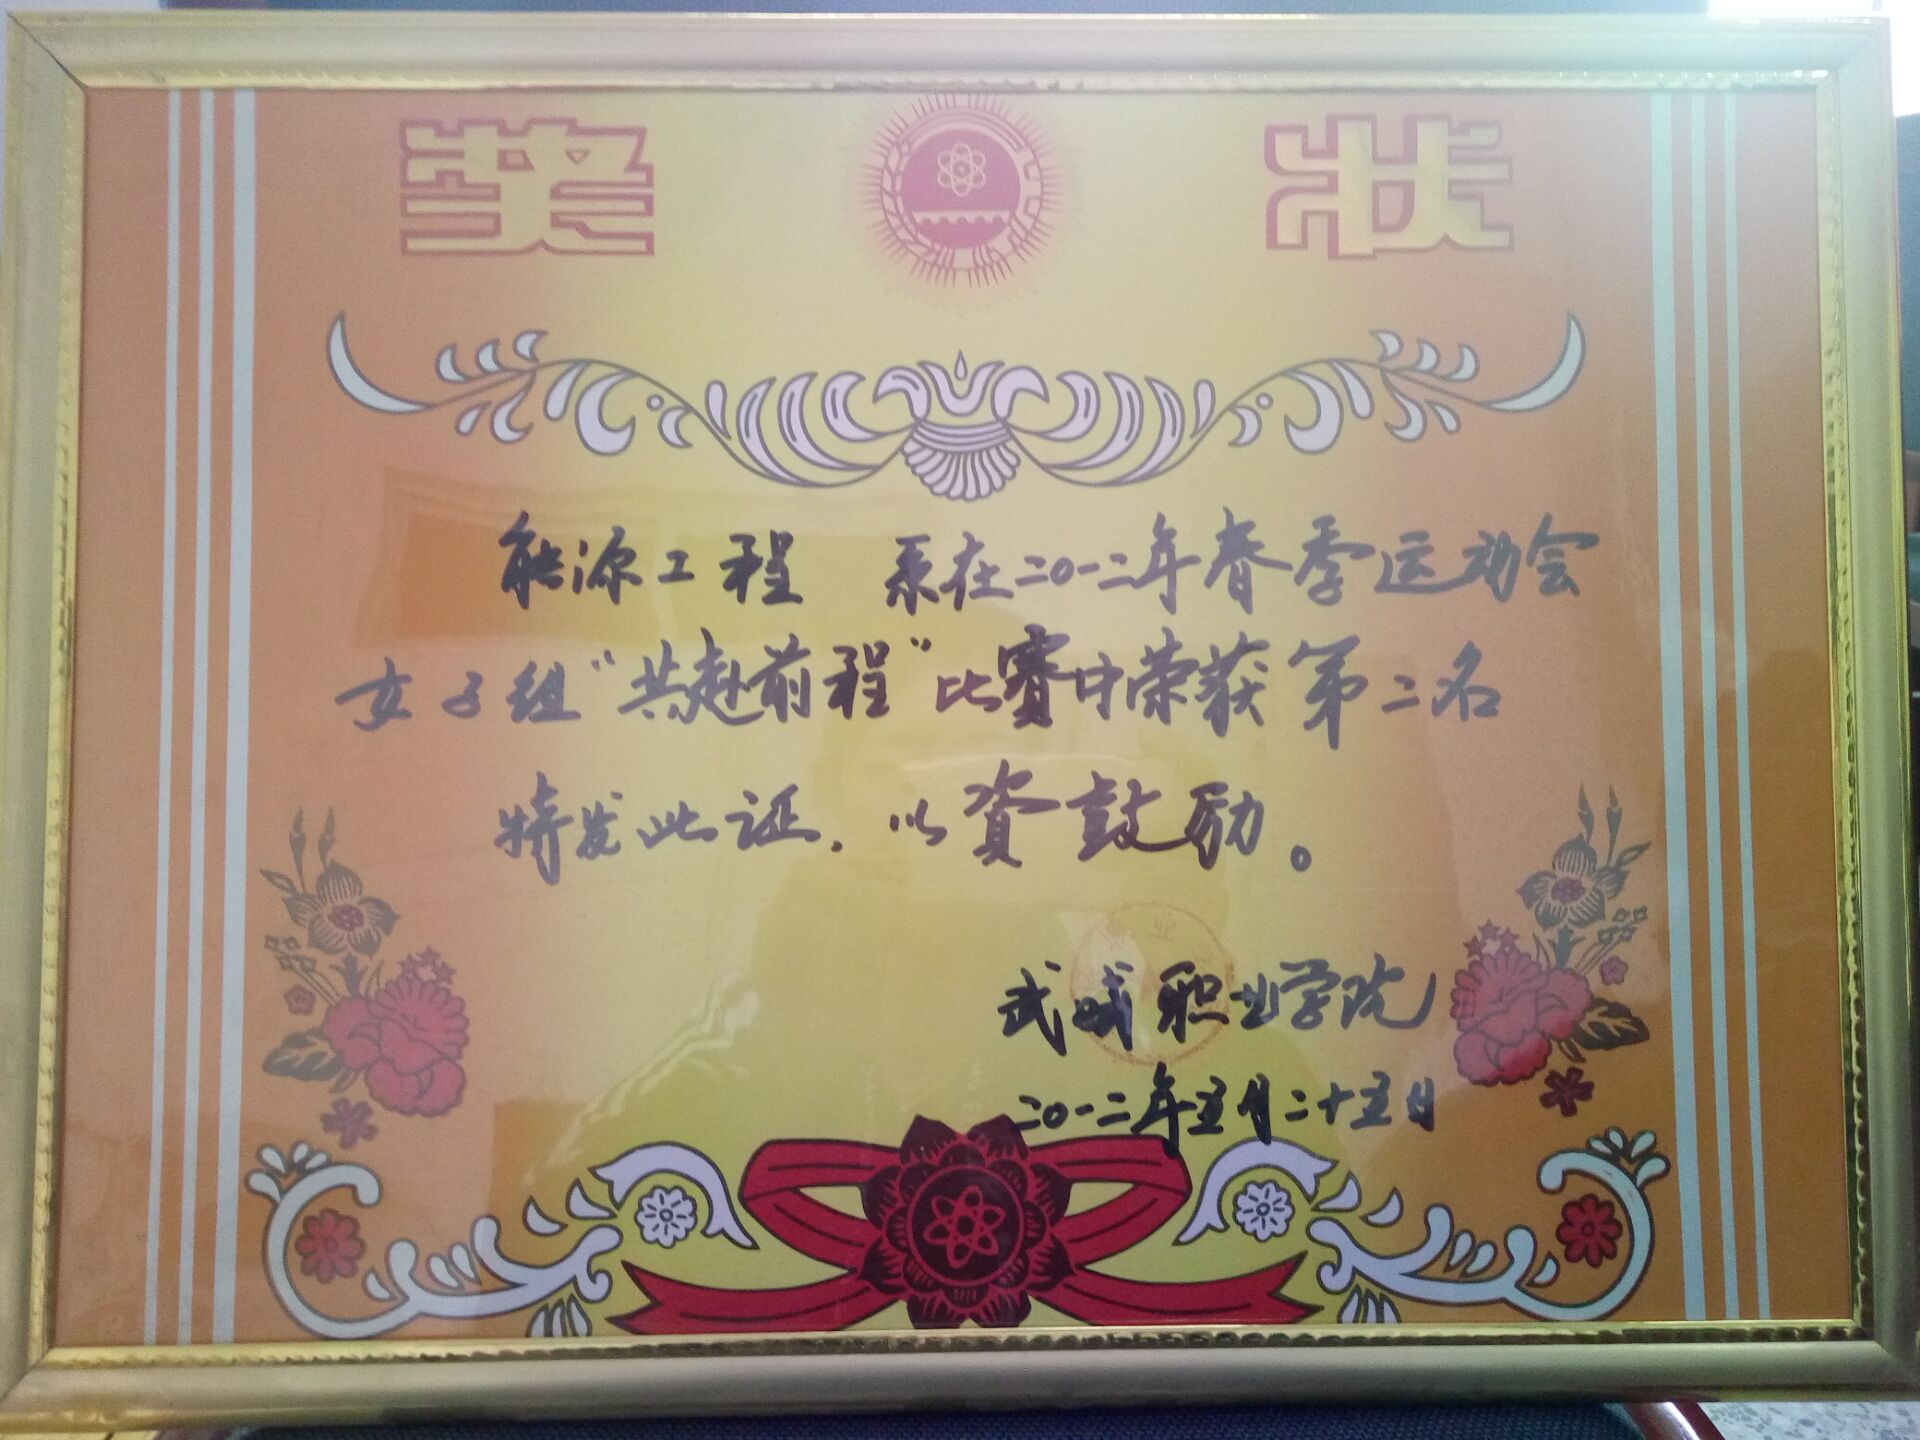 奖状
能源工程 系在二〇一二年春季运动会
女子组“共赴前程”比赛中荣获第二名
特发此证，以资鼓励。
武威职业学院
二〇一二年五月二十五日